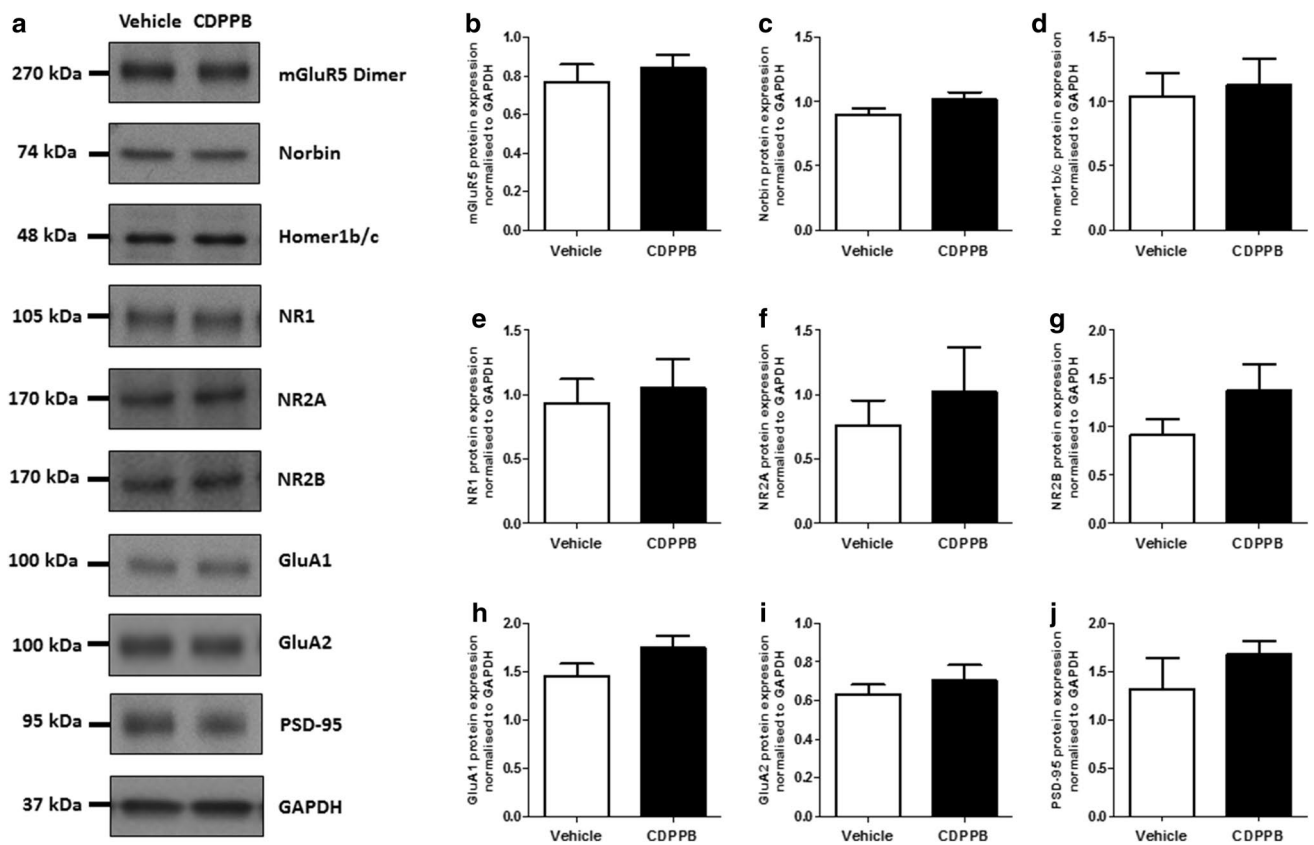 a
Vehicle CDPPB
270 kDa
mGluR5 Dimer
74 kDa
Norbin
48 kDa
Homer1b/c
105 kDa
NR1
170 kDa
NR2A
170 kDa
NR2B
100 kDa
GluA1
100 kDa
GluA2
95 kDa
PSD-95
37 kDa
GAPDH
b
mGluR5 protein expression
normalised to GAPDH
1.0
0.8
0.6
0.4
0.2
0.0
Vehicle CDPPB
c
Norbin protein expression
normalised to GAPDH
1.5
1.0
0.5
0.0
Vehicle CDPPB
d
Homer1b/c protein expression
normalised to GAPDH
1.5
1.0
0.5
0.0
Vehicle CDPPB
e
NR1 protein expression
normalised to GAPDH
1.5
1.0
0.5
0.0
Vehicle CDPPB
f
NR2A protein expression
normalised to GAPDH
1.5
1.0
0.5
0.0
Vehicle CDPPB
g
NR2B protein expression
normalised to GAPDH
2.0
1.5
1.0
0.5
0.0
Vehicle CDPPB
h
GluA1 protein expression
normalised to GAPDH
2.0
1.5
1.0
0.5
0.0
Vehicle CDPPB
i
GluA2 protein expression
normalised to GAPDH
1.0
0.8
0.6
0.4
0.2
0.0
Vehicle CDPPB
j
PSD-95 protein expression
normalised to GAPDH
2.0
1.5
1.0
0.5
0.0
Vehicle CDPPB